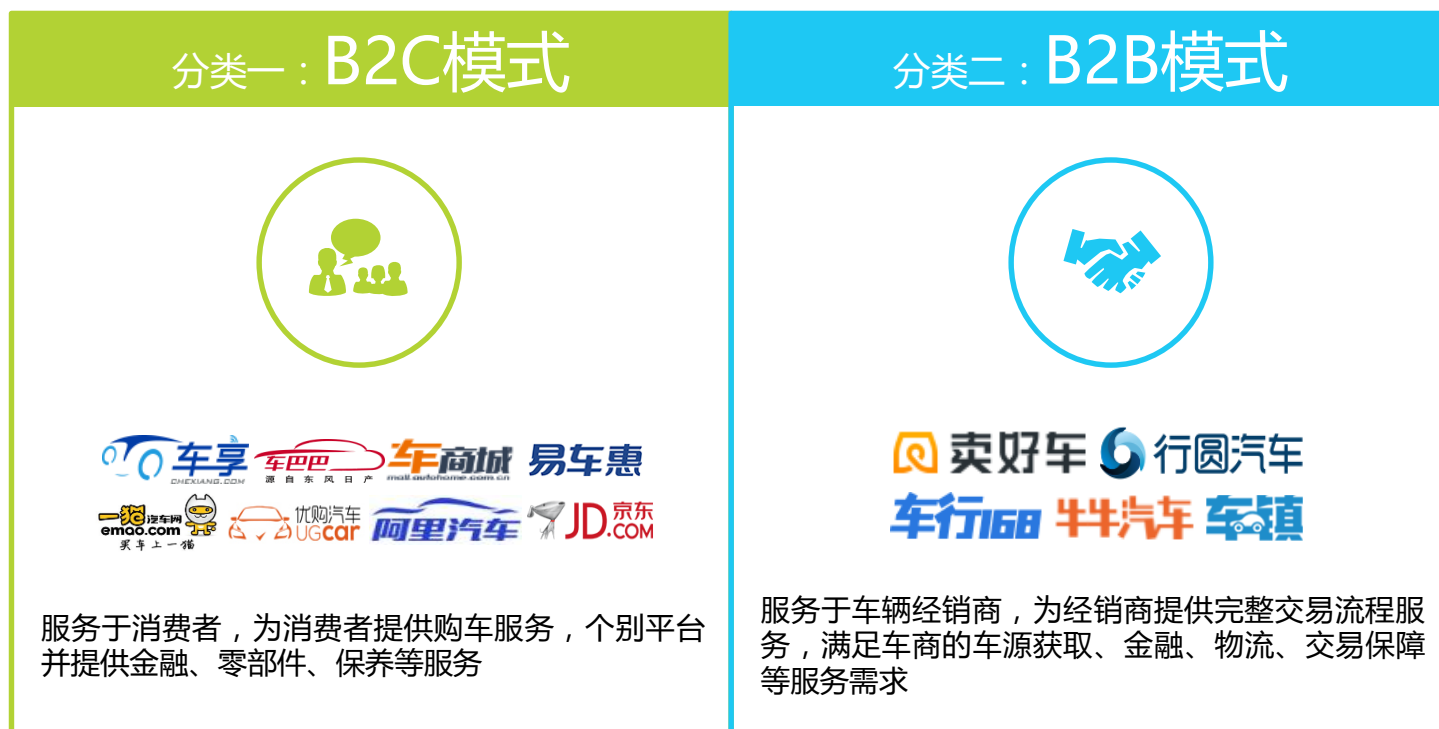 分类一：B2C模式
车享
CHEXIANG.COM
车巴巴
源自东风日产
车商城
mall.autohome.com.cn
易车惠
一猫汽车网
emao.com
买车上一猫
优购汽车
UGcar
阿里汽车
JD.COM 京东
服务于消费者，为消费者提供购车服务，个别平台
并提供金融、零部件、保养等服务
分类二：B2B模式
卖好车
行圆汽车
车行168
牛牛汽车
车镇
服务于车辆经销商，为经销商提供完整交易流程服
务，满足车商的车源获取、金融、物流、交易保障
等服务需求